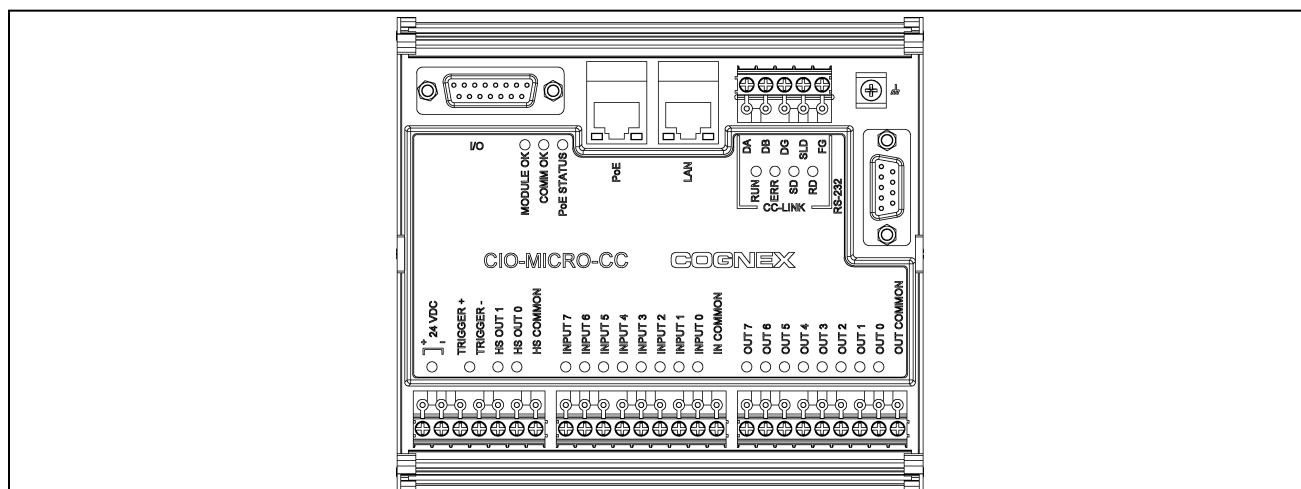 I/O
MODULE OK
COMM OK
PoE STATUS
PoE
LAN
DA
DB
DG
SLD
FG
RUN
ERR
SD
RD
CC-LINK
RS-232
CIO-MICRO-CC
COGNEX
+
-
24 VDC
TRIGGER +
TRIGGER -
HS OUT 1
HS OUT 0
HS COMMON
INPUT 7
INPUT 6
INPUT 5
INPUT 4
INPUT 3
INPUT 2
INPUT 1
INPUT 0
IN COMMON
OUT 7
OUT 6
OUT 5
OUT 4
OUT 3
OUT 2
OUT 1
OUT 0
OUT COMMON